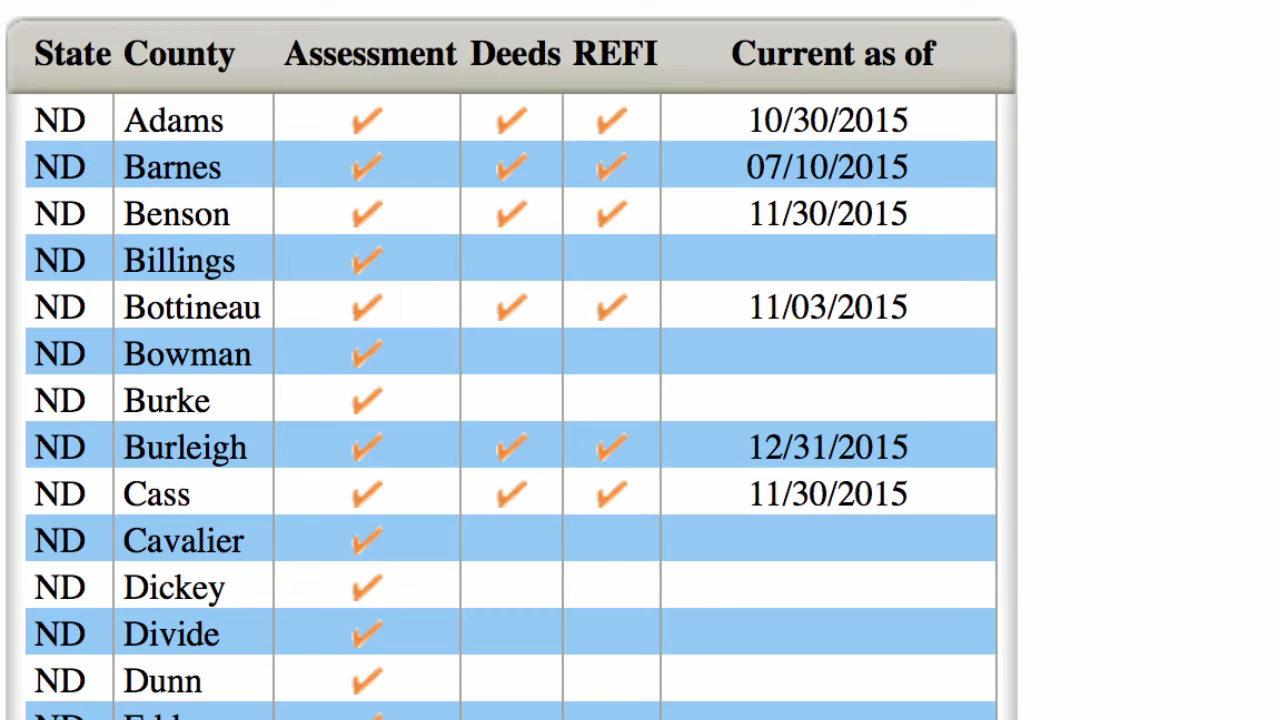 State County Assessment Deeds REFI Current as of
ND Adams ✔ ✔ ✔ 10/30/2015
ND Barnes ✔ ✔ ✔ 07/10/2015
ND Benson ✔ ✔ ✔ 11/30/2015
ND Billings ✔
ND Bottineau ✔ ✔ ✔ 11/03/2015
ND Bowman ✔
ND Burke ✔
ND Burleigh ✔ ✔ ✔ 12/31/2015
ND Cass ✔ ✔ ✔ 11/30/2015
ND Cavalier ✔
ND Dickey ✔
ND Divide ✔
ND Dunn ✔